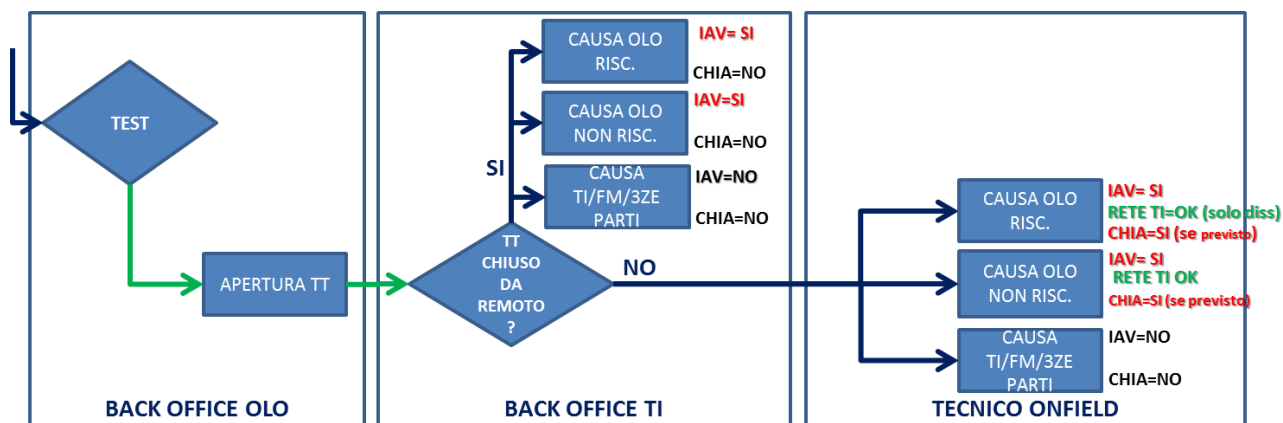 TEST
APERTURA TT
BACK OFFICE OLO
CAUSA OLO
RISC.
IAV= SI
CHIA=NO
CAUSA OLO
NON RISC.
IAV=SI
CHIA=NO
CAUSA
TI/FM/3ZE
PARTI
IAV=NO
CHIA=NO
SI
TT
CHIUSO
DA
REMOTO
?
NO
BACK OFFICE TI
CAUSA OLO
RISC.
IAV= SI
RETE TI=OK (solo diss)
CHIA=SI (se previsto)
CAUSA OLO
NON RISC.
IAV= SI
RETE TI OK
CHIA=SI (se previsto)
CAUSA
TI/FM/3ZE
PARTI
IAV=NO
CHIA=NO
TECNICO ONFIELD